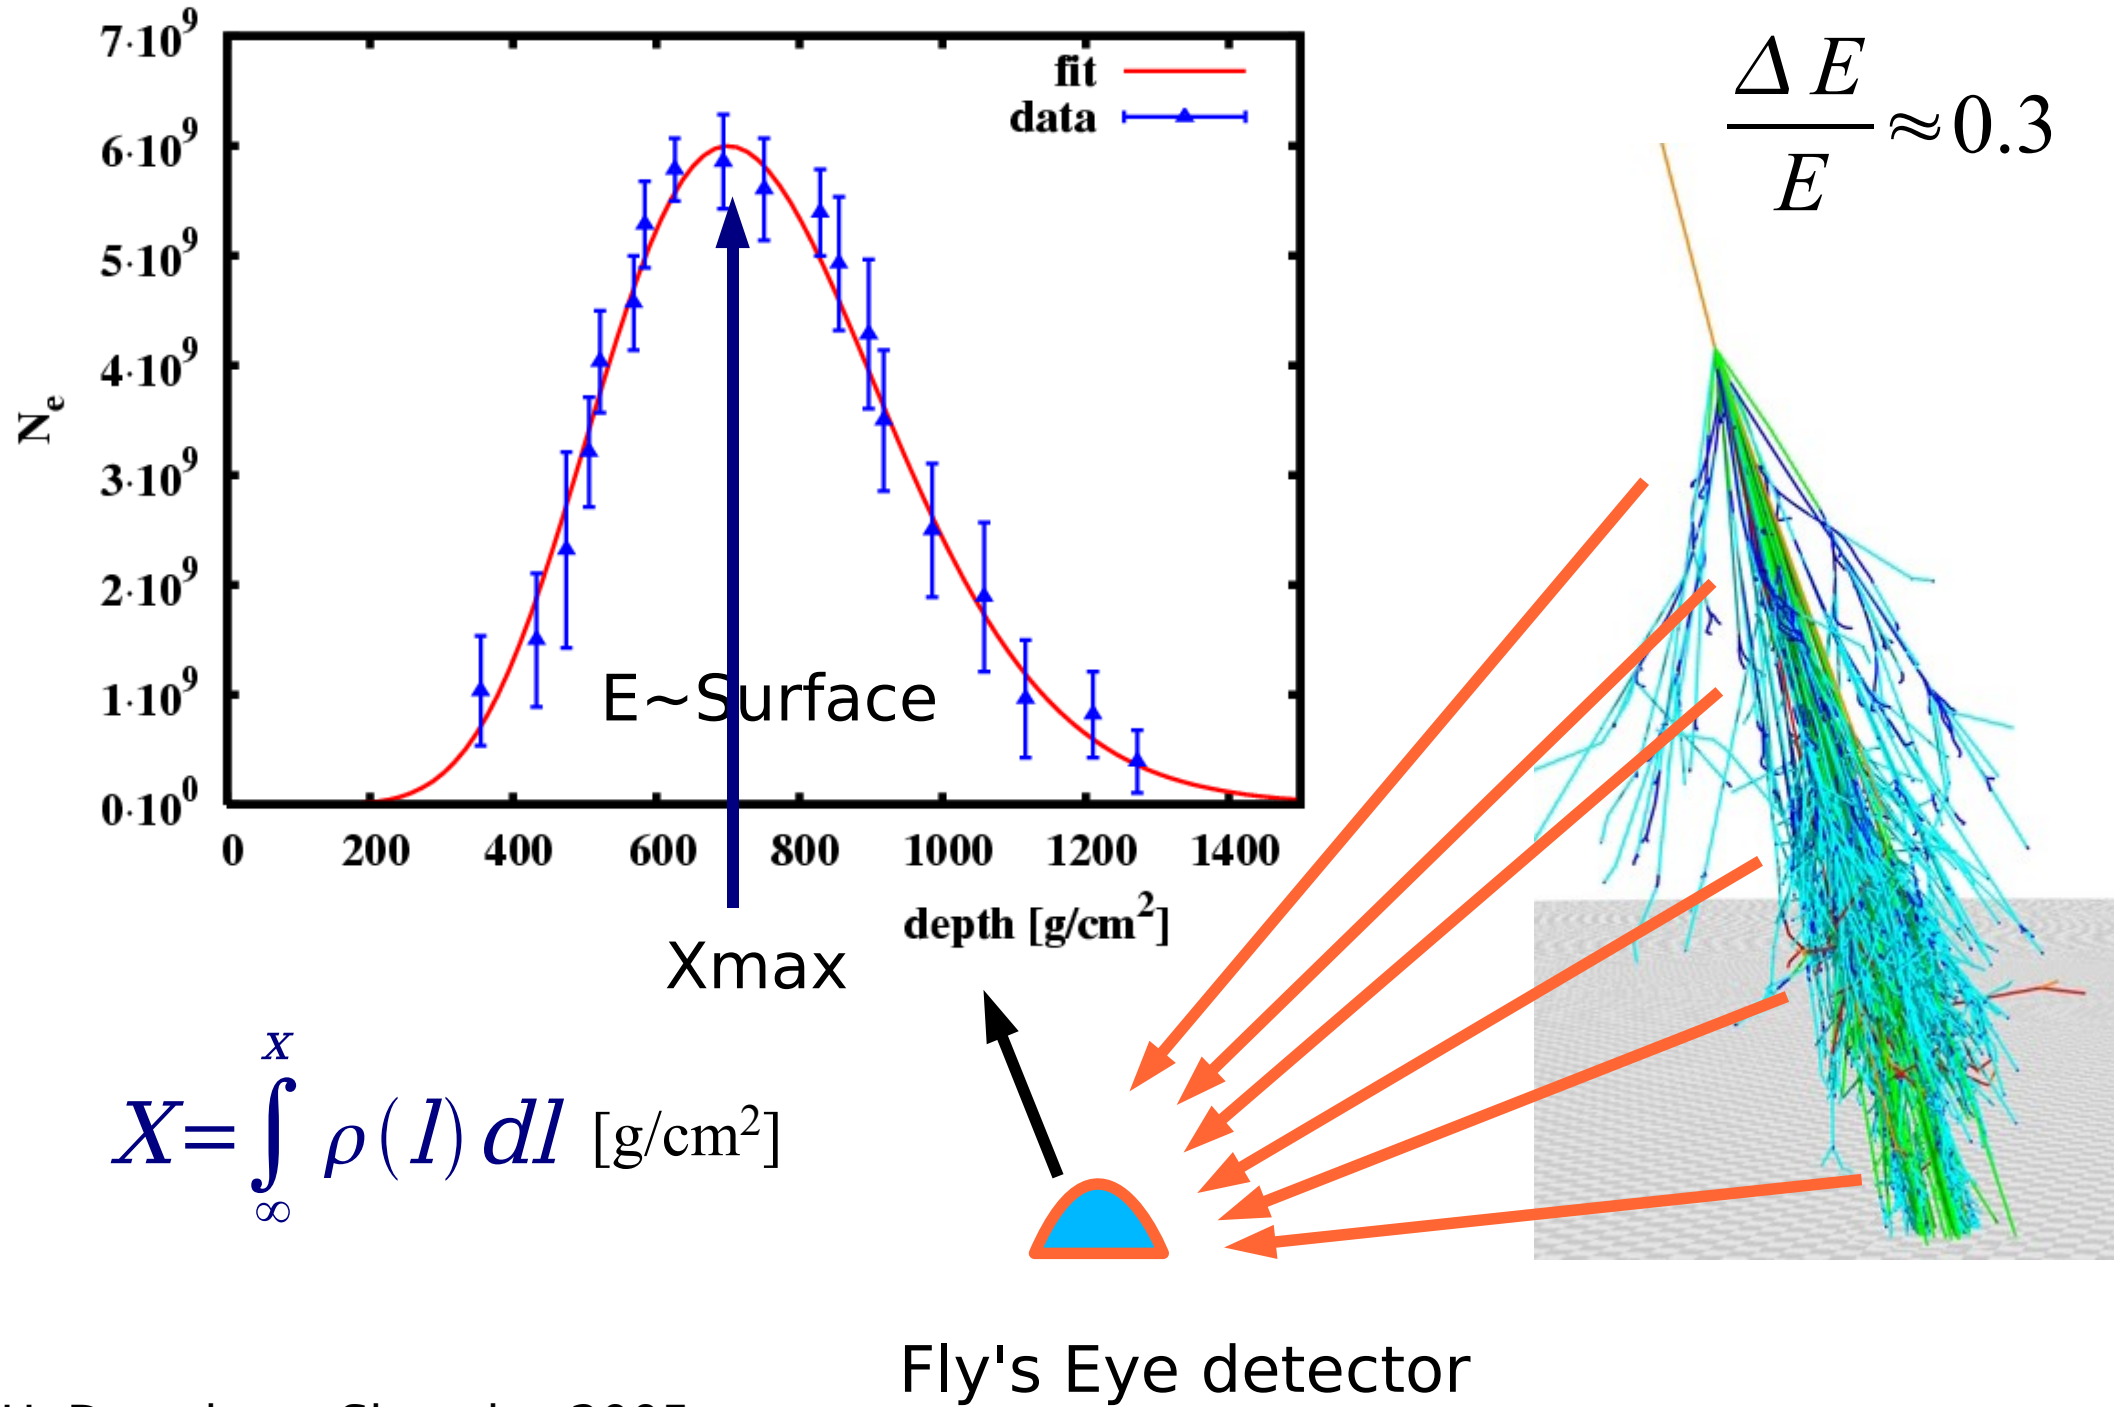 7·10⁹
6·10⁹
5·10⁹
4·10⁹
3·10⁹
2·10⁹
1·10⁹
0·10⁰
Nₑ
fit
data
E~Surface
0 200 400 600 800 1000 1200 1400
depth [g/cm²]
Xmax
ΔE/E ≈ 0.3
X = ∫_∞^x ρ(l) dl [g/cm²]
Fly's Eye detector
2005